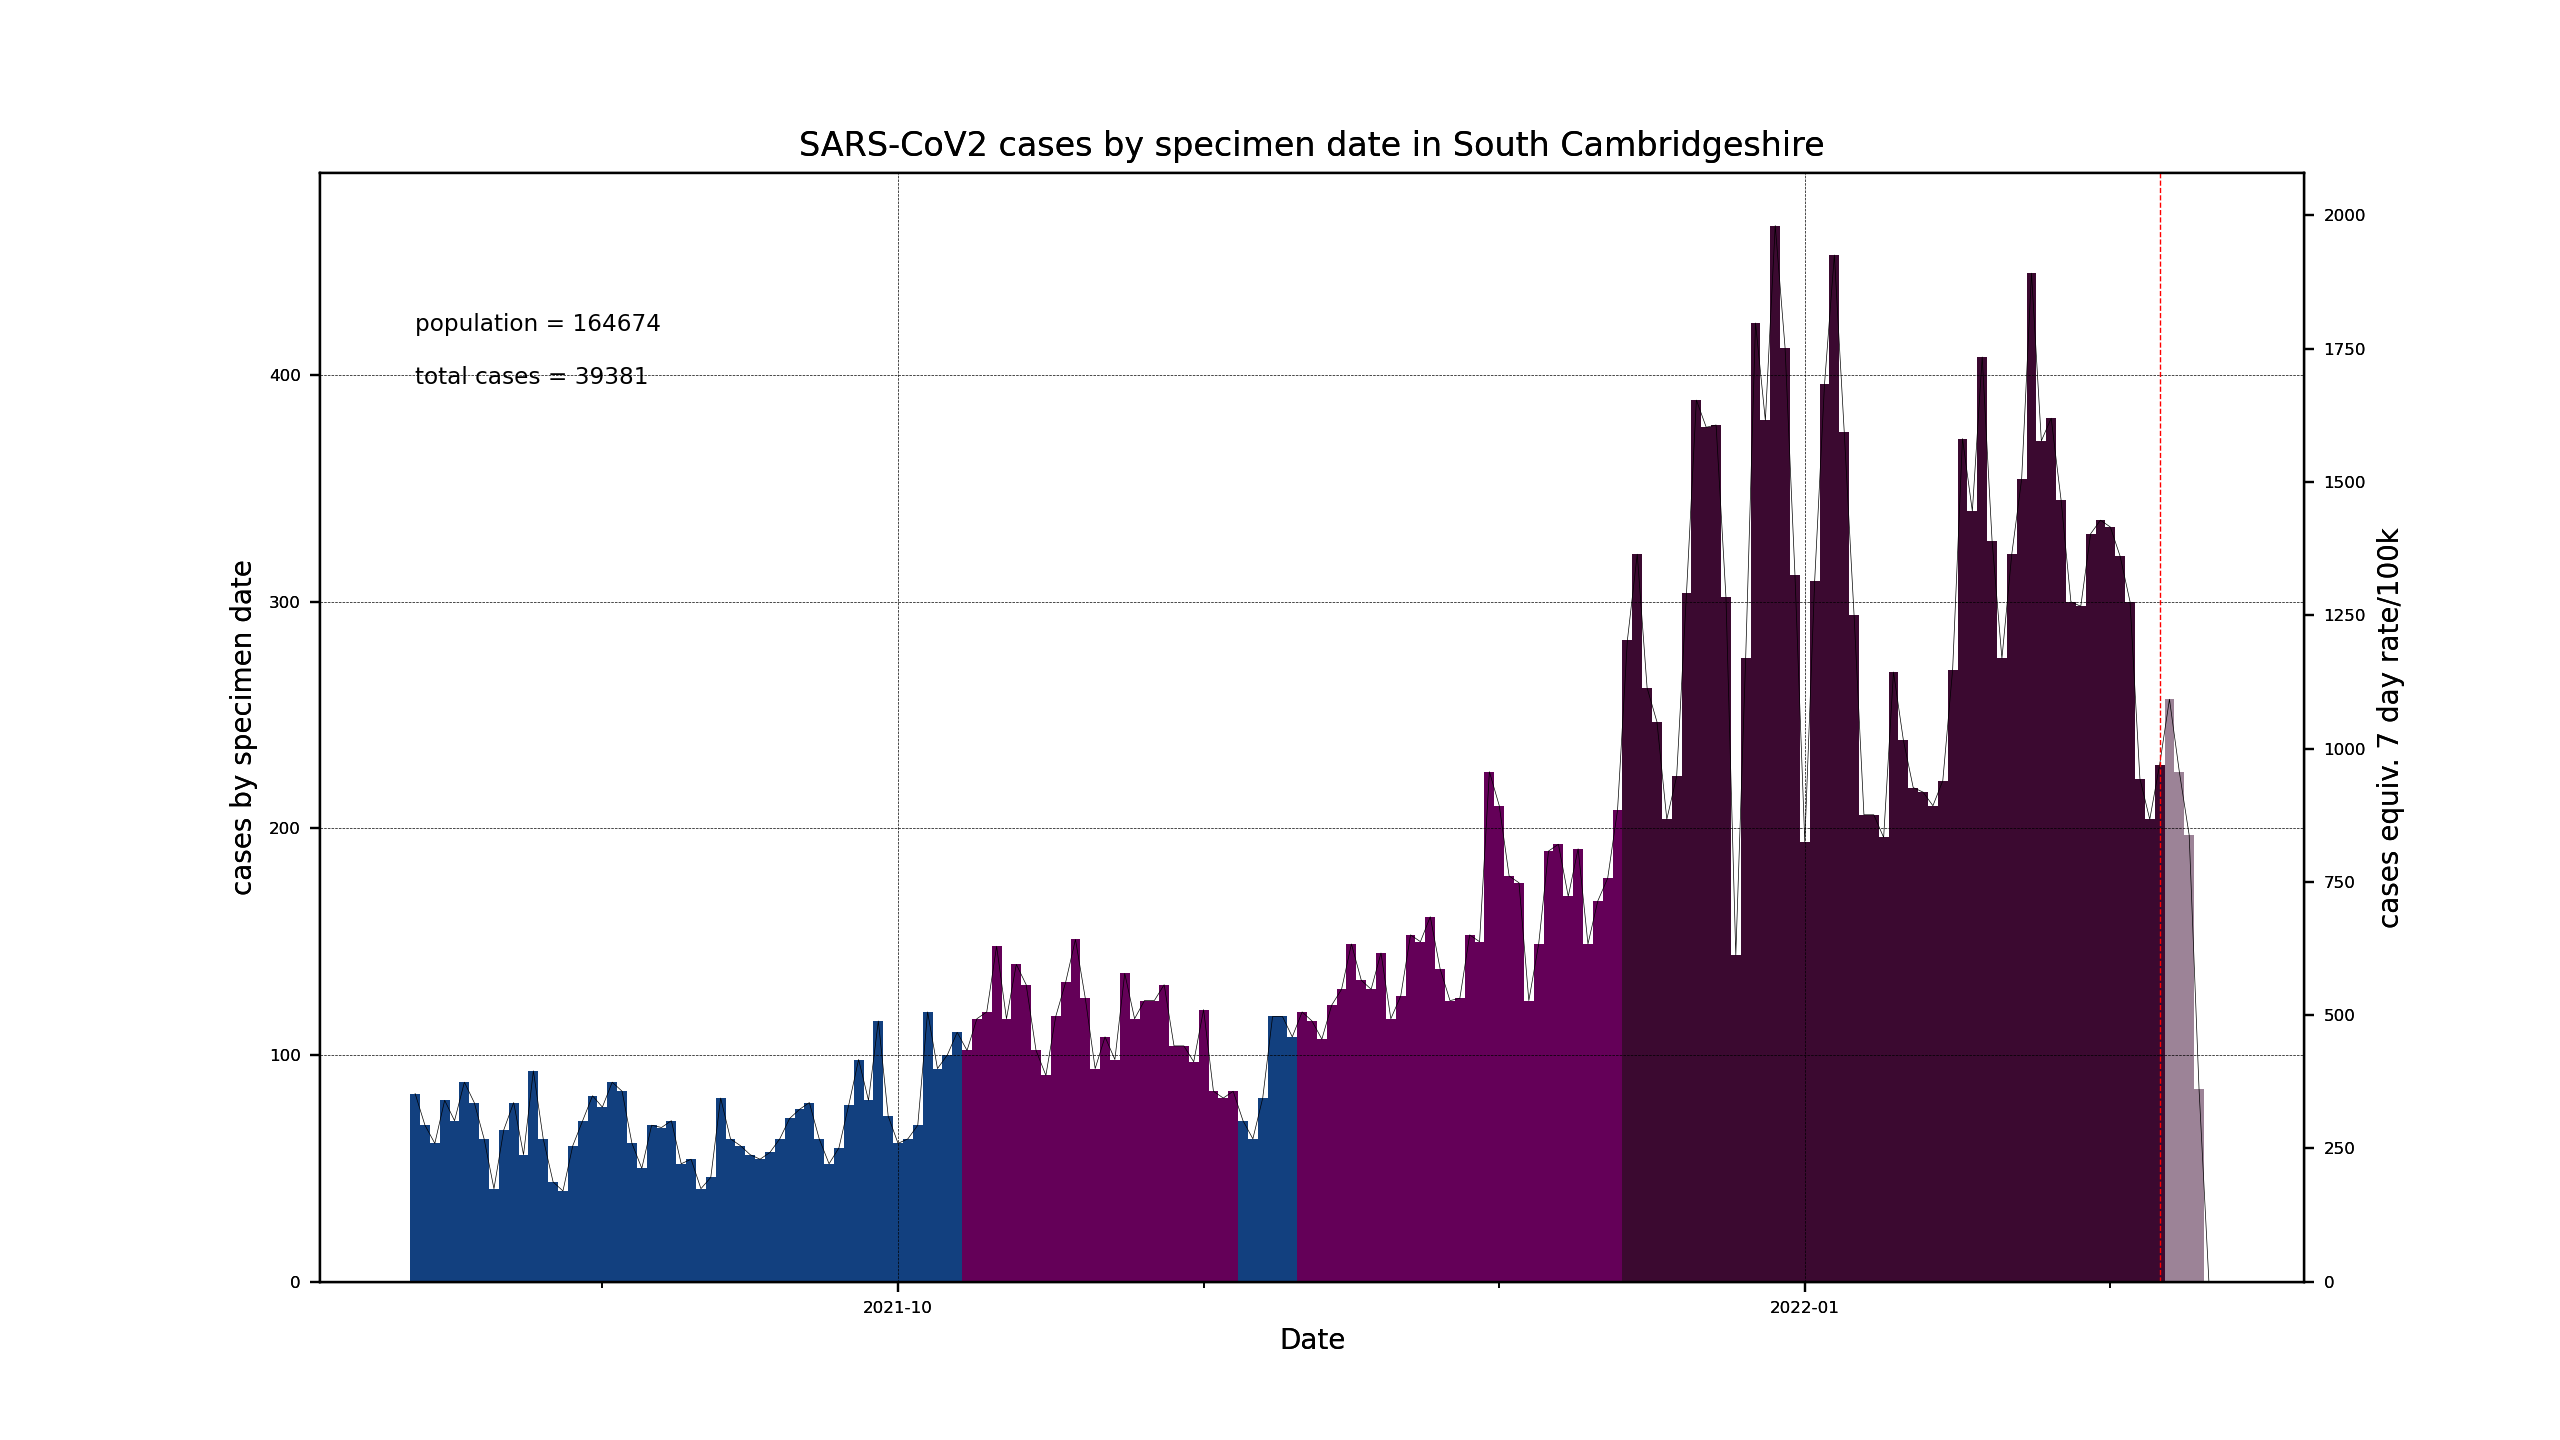 SARS-CoV2 cases by specimen date in South Cambridgeshire
population = 164674
total cases = 39381
cases by specimen date
400
300
200
100
0
2000
1750
1500
1250
1000
750
500
250
0
cases equiv. 7 day rate/100k
2021-10
2022-01
Date